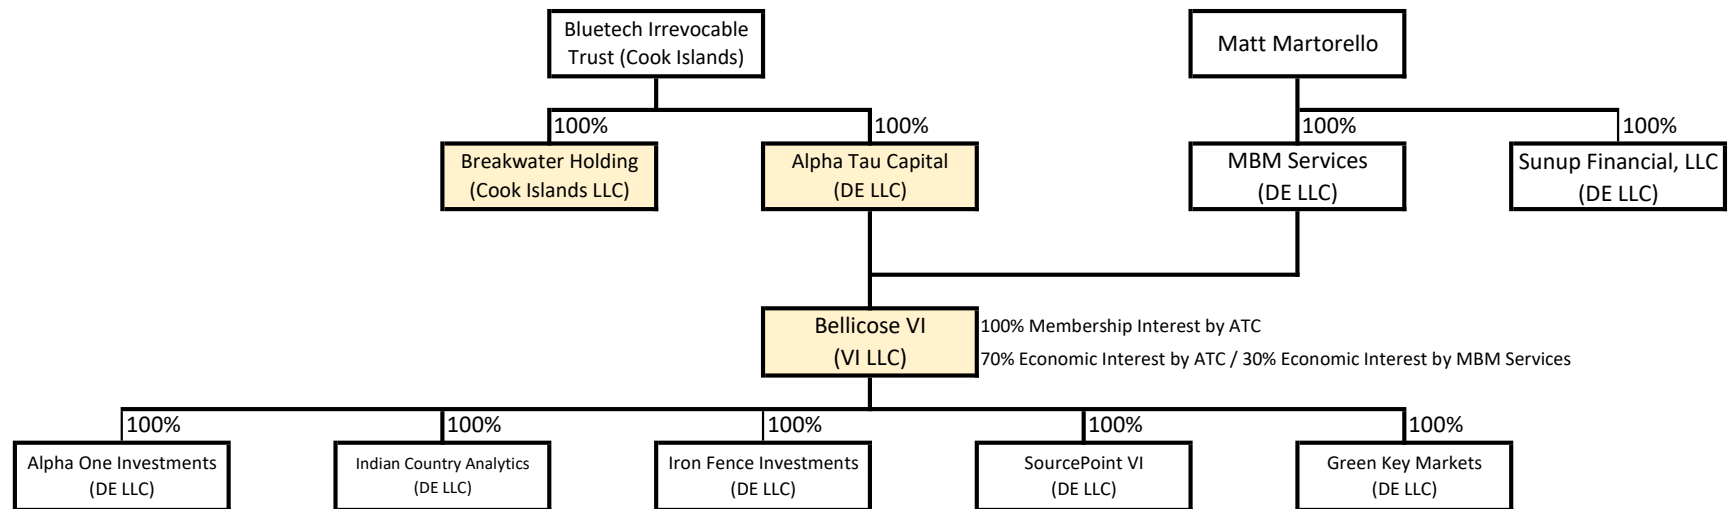 Bluetech Irrevocable
Trust (Cook Islands)
Matt Martorello
100%
100%
100%
100%
Breakwater Holding
(Cook Islands LLC)
Alpha Tau Capital
(DE LLC)
MBM Services
(DE LLC)
Sunup Financial, LLC
(DE LLC)
Bellicose VI
(VI LLC)
100% Membership Interest by ATC
70% Economic Interest by ATC / 30% Economic Interest by MBM Services
100%
100%
100%
100%
100%
Alpha One Investments
(DE LLC)
Indian Country Analytics
(DE LLC)
Iron Fence Investments
(DE LLC)
SourcePoint VI
(DE LLC)
Green Key Markets
(DE LLC)